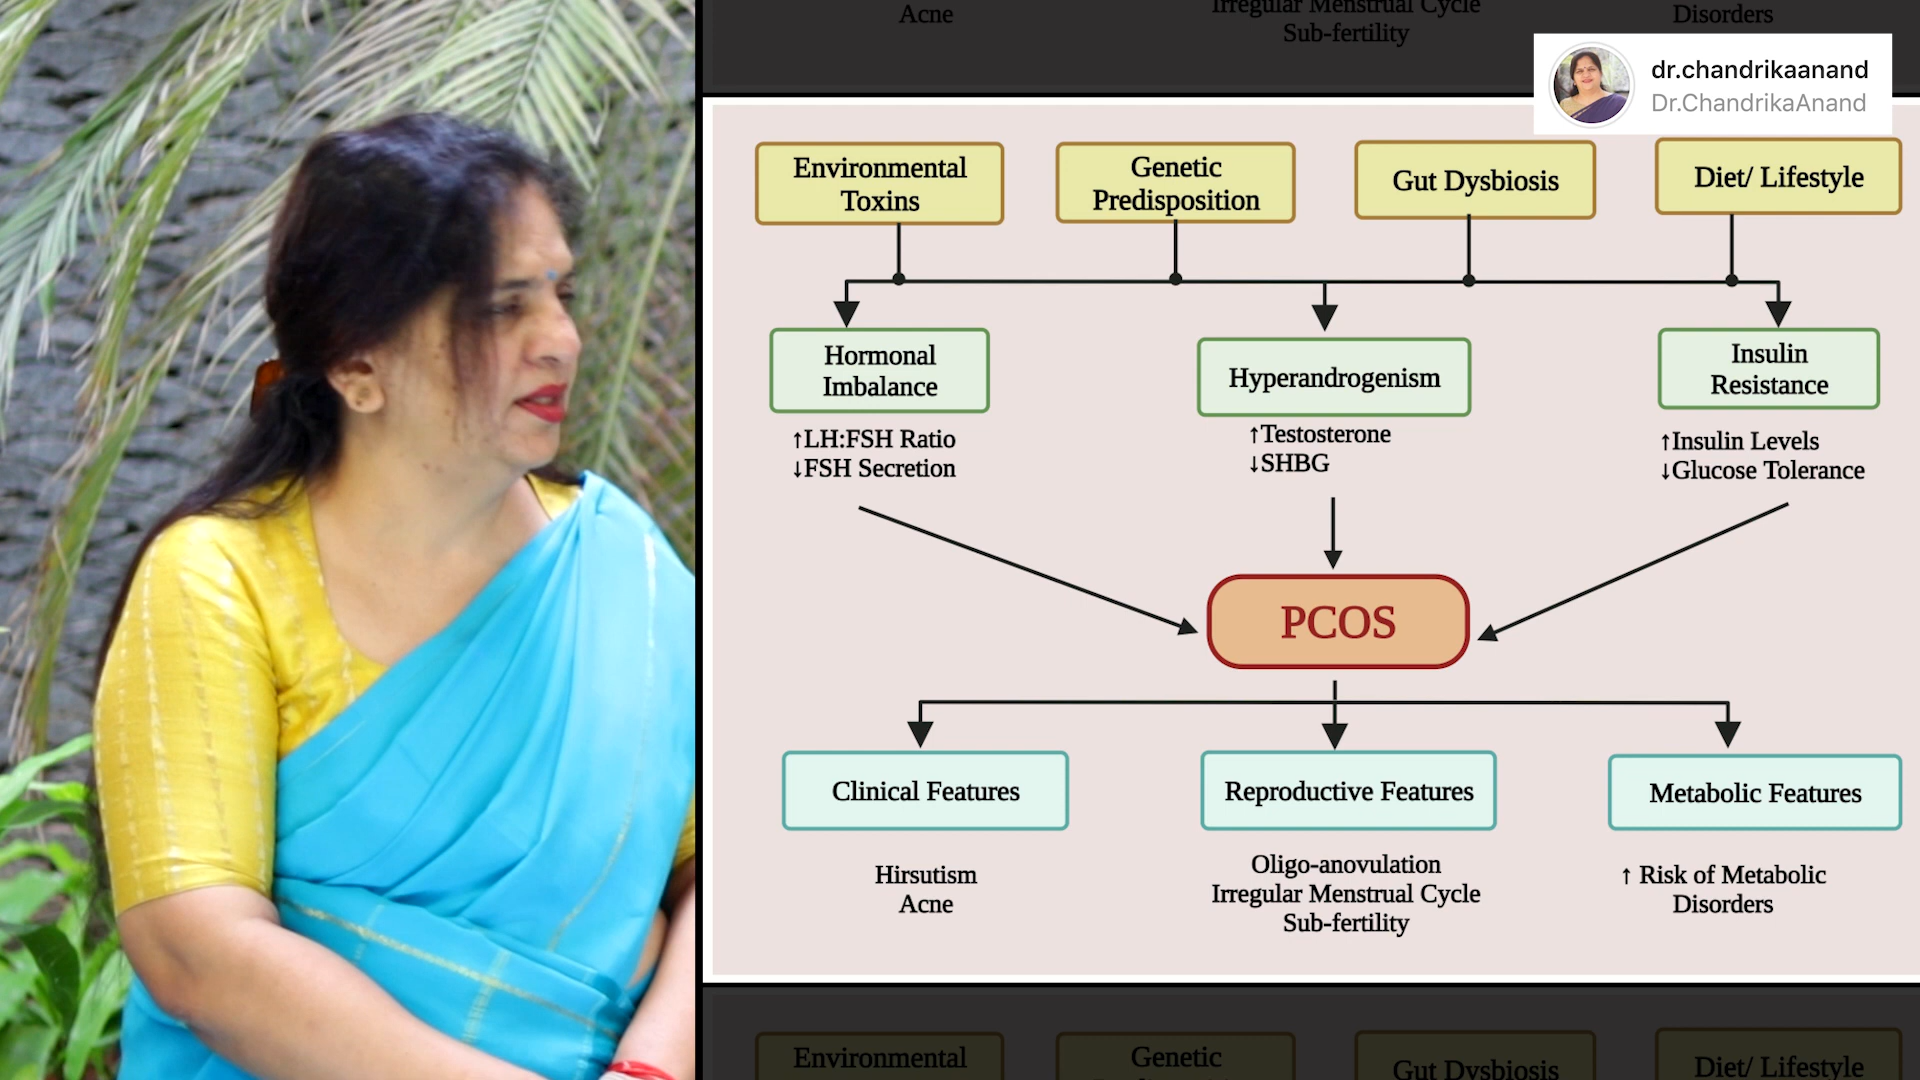 Acne
Irregular Menstrual Cycle
Sub-fertility
Disorders
dr.chandrikaanand
Dr.ChandrikaAnand
Environmental
Toxins
Genetic
Predisposition
Gut Dysbiosis
Diet/ Lifestyle
Hormonal
Imbalance
↑LH:FSH Ratio
↓FSH Secretion
Hyperandrogenism
↑Testosterone
↓SHBG
Insulin
Resistance
↑Insulin Levels
↓Glucose Tolerance
PCOS
Clinical Features
Hirsutism
Acne
Reproductive Features
Oligo-anovulation
Irregular Menstrual Cycle
Sub-fertility
Metabolic Features
↑ Risk of Metabolic
Disorders
Environmental
Genetic
Gut Dysbiosis
Diet/ Lifestyle